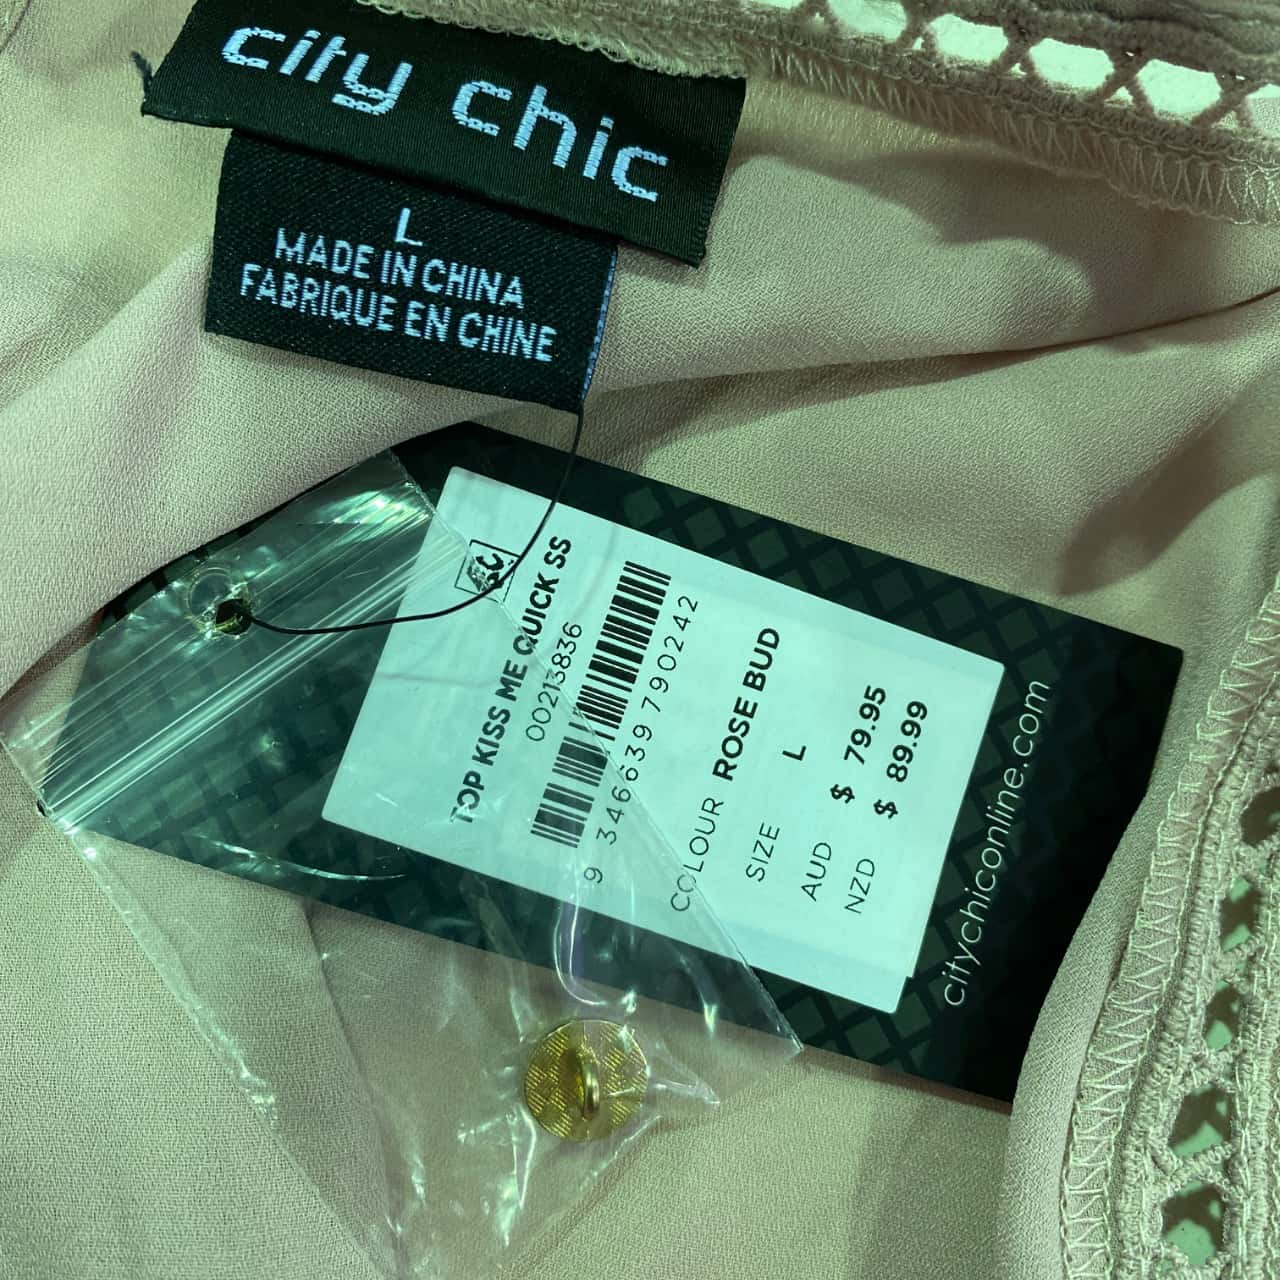 city chic
L
MADE IN CHINA
FABRIQUE EN CHINE
TOP KISS ME QUICK SS
00213836
9 346639 790242
COLOUR ROSE BUD
SIZE L
AUD $ 79.95
NZD $ 89.99
citychiconline.com